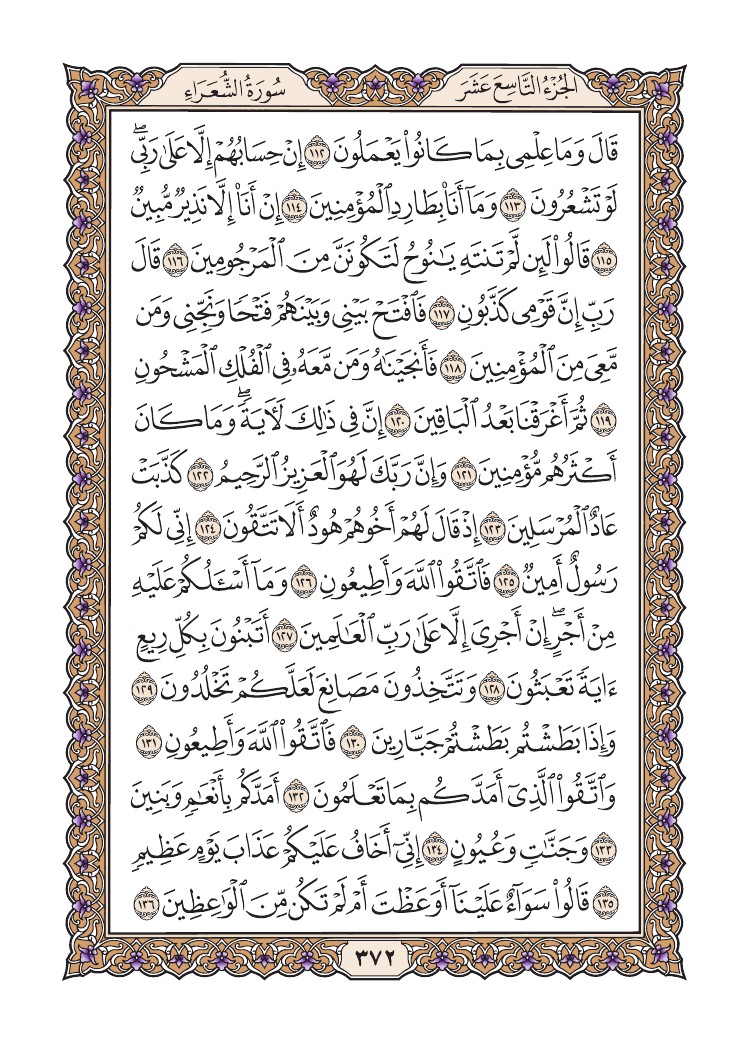 الجُزْءُ التَّاسِعَ عَشَرَ
سُورَةُ الشُّعَرَاءِ
قَالَ وَمَا عِلْمِى بِمَا كَانُوا۟ يَعْمَلُونَ ١١٢ إِنْ حِسَابُهُمْ إِلَّا عَلَىٰ رَبِّىۖ
لَوْ تَشْعُرُونَ ١١٣ وَمَآ أَنَا۠ بِطَارِدِ ٱلْمُؤْمِنِينَ ١١٤ إِنْ أَنَا۠ إِلَّا نَذِيرٌ مُّبِينٌ
١١٥ قَالُوا۟ لَئِن لَّمْ تَنتَهِ يَـٰنُوحُ لَتَكُونَنَّ مِنَ ٱلْمَرْجُومِينَ ١١٦ قَالَ
رَبِّ إِنَّ قَوْمِى كَذَّبُونِ ١١٧ فَٱفْتَحْ بَيْنِى وَبَيْنَهُمْ فَتْحًا وَنَجِّنِى وَمَن
مَّعِىَ مِنَ ٱلْمُؤْمِنِينَ ١١٨ فَأَنجَيْنَـٰهُ وَمَن مَّعَهُۥ فِى ٱلْفُلْكِ ٱلْمَشْحُونِ
١١٩ ثُمَّ أَغْرَقْنَا بَعْدُ ٱلْبَاقِينَ ١٢٠ إِنَّ فِى ذَٰلِكَ لَـَٔايَةًۖ وَمَا كَانَ
أَكْثَرُهُم مُّؤْمِنِينَ ١٢١ وَإِنَّ رَبَّكَ لَهُوَ ٱلْعَزِيزُ ٱلرَّحِيمُ ١٢٢ كَذَّبَتْ
عَادٌ ٱلْمُرْسَلِينَ ١٢٣ إِذْ قَالَ لَهُمْ أَخُوهُمْ هُودٌ أَلَا تَتَّقُونَ ١٢٤ إِنِّى لَكُمْ
رَسُولٌ أَمِينٌ ١٢٥ فَٱتَّقُوا۟ ٱللَّهَ وَأَطِيعُونِ ١٢٦ وَمَآ أَسْـَٔلُكُمْ عَلَيْهِ
مِنْ أَجْرٍۖ إِنْ أَجْرِىَ إِلَّا عَلَىٰ رَبِّ ٱلْعَـٰلَمِينَ ١٢٧ أَتَبْنُونَ بِكُلِّ رِيعٍ
ءَايَةً تَعْبَثُونَ ١٢٨ وَتَتَّخِذُونَ مَصَانِعَ لَعَلَّكُمْ تَخْلُدُونَ ١٢٩
وَإِذَا بَطَشْتُم بَطَشْتُمْ جَبَّارِينَ ١٣٠ فَٱتَّقُوا۟ ٱللَّهَ وَأَطِيعُونِ ١٣١
وَٱتَّقُوا۟ ٱلَّذِىٓ أَمَدَّكُم بِمَا تَعْلَمُونَ ١٣٢ أَمَدَّكُم بِأَنْعَـٰمٍ وَبَنِينَ
١٣٣ وَجَنَّـٰتٍ وَعُيُونٍ ١٣٤ إِنِّىٓ أَخَافُ عَلَيْكُمْ عَذَابَ يَوْمٍ عَظِيمٍ
١٣٥ قَالُوا۟ سَوَآءٌ عَلَيْنَآ أَوَعَظْتَ أَمْ لَمْ تَكُن مِّنَ ٱلْوَٰعِظِينَ ١٣٦
٣٧٢